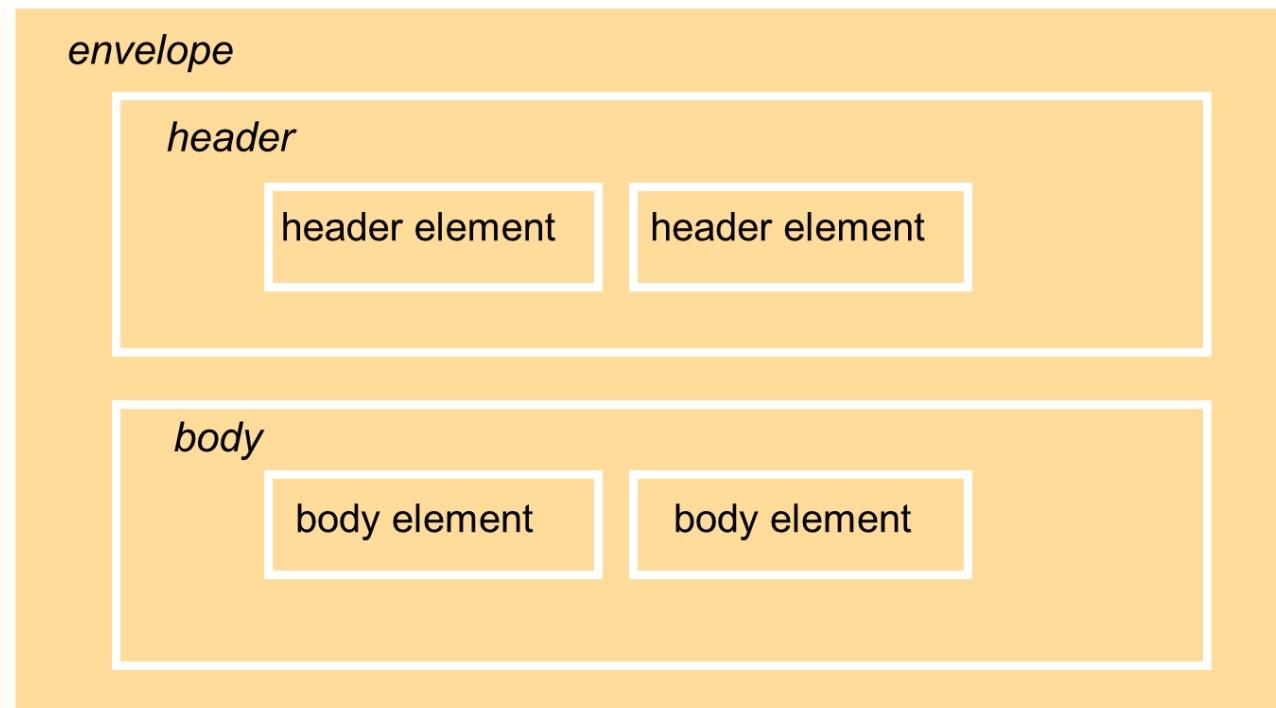 envelope
header
header element header element
body
body element body element